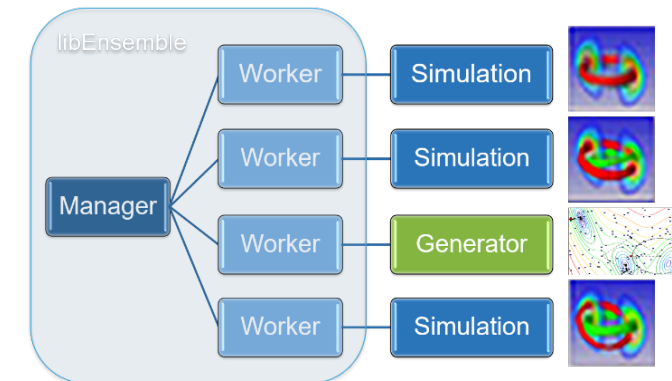 libEnsemble
Worker
Simulation
Worker
Simulation
Manager
Worker
Generator
Worker
Simulation